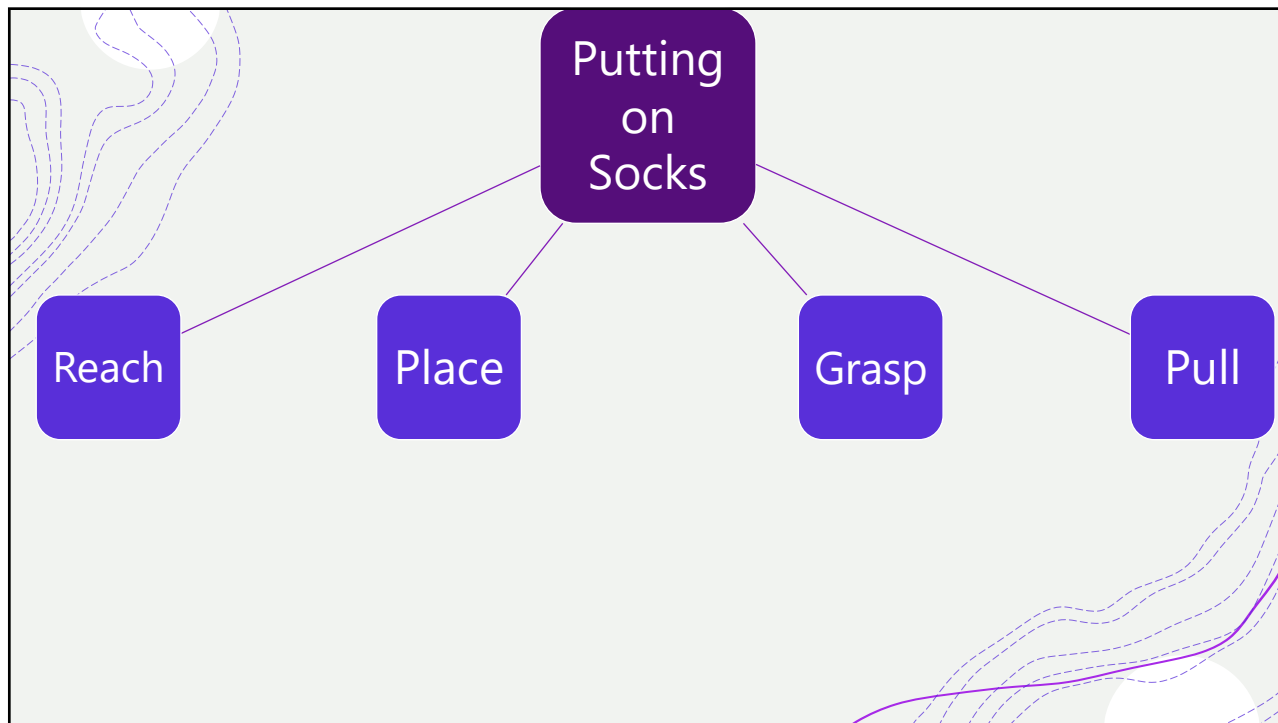 Putting
on
Socks
Reach
Place
Grasp
Pull